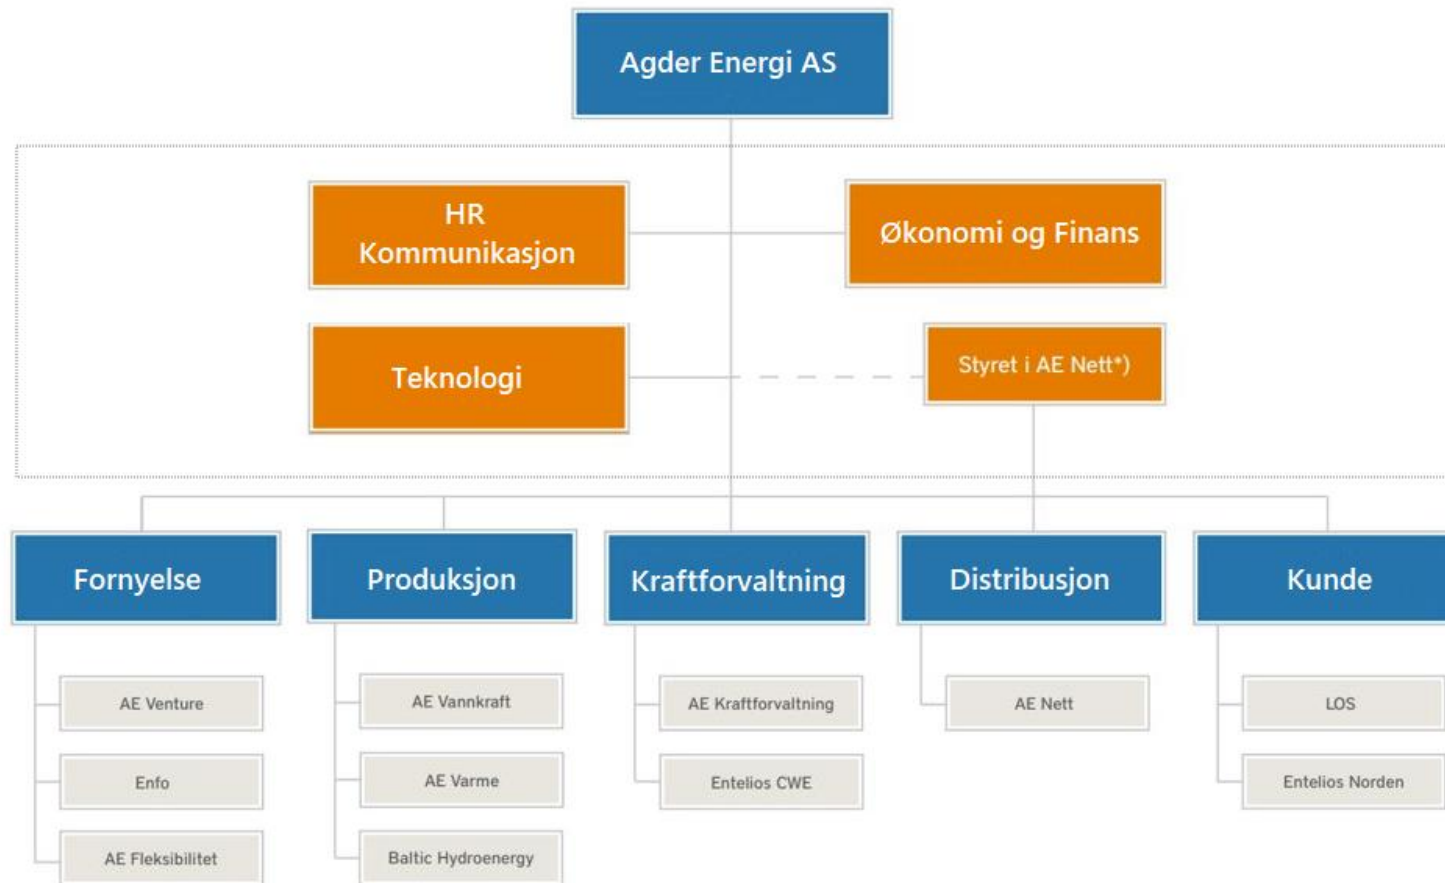 Agder Energi AS
HR
Kommunikasjon
Økonomi og Finans
Teknologi
Styret i AE Nett*)
Fornyelse
Produksjon
Kraftforvaltning
Distribusjon
Kunde
AE Venture
AE Vannkraft
AE Kraftforvaltning
AE Nett
LOS
Enfo
AE Varme
Entelios CWE
Entelios Norden
AE Fleksibilitet
Baltic Hydroenergy